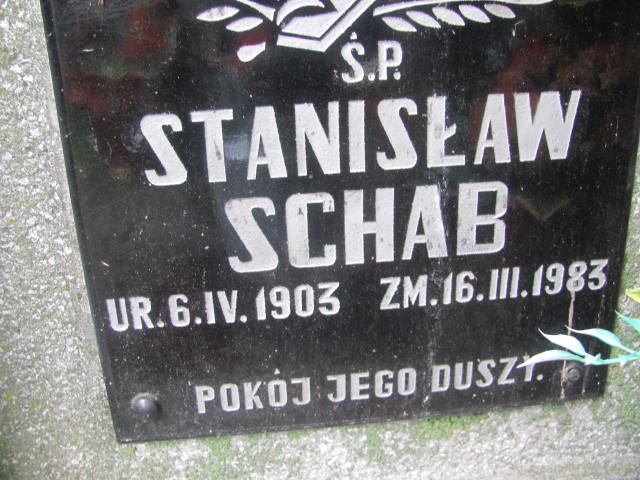 Ś.P.
STANISŁAW
SCHAB
UR. 6. IV. 1903 ZM. 16. III. 1983
POKÓJ JEGO DUSZY.